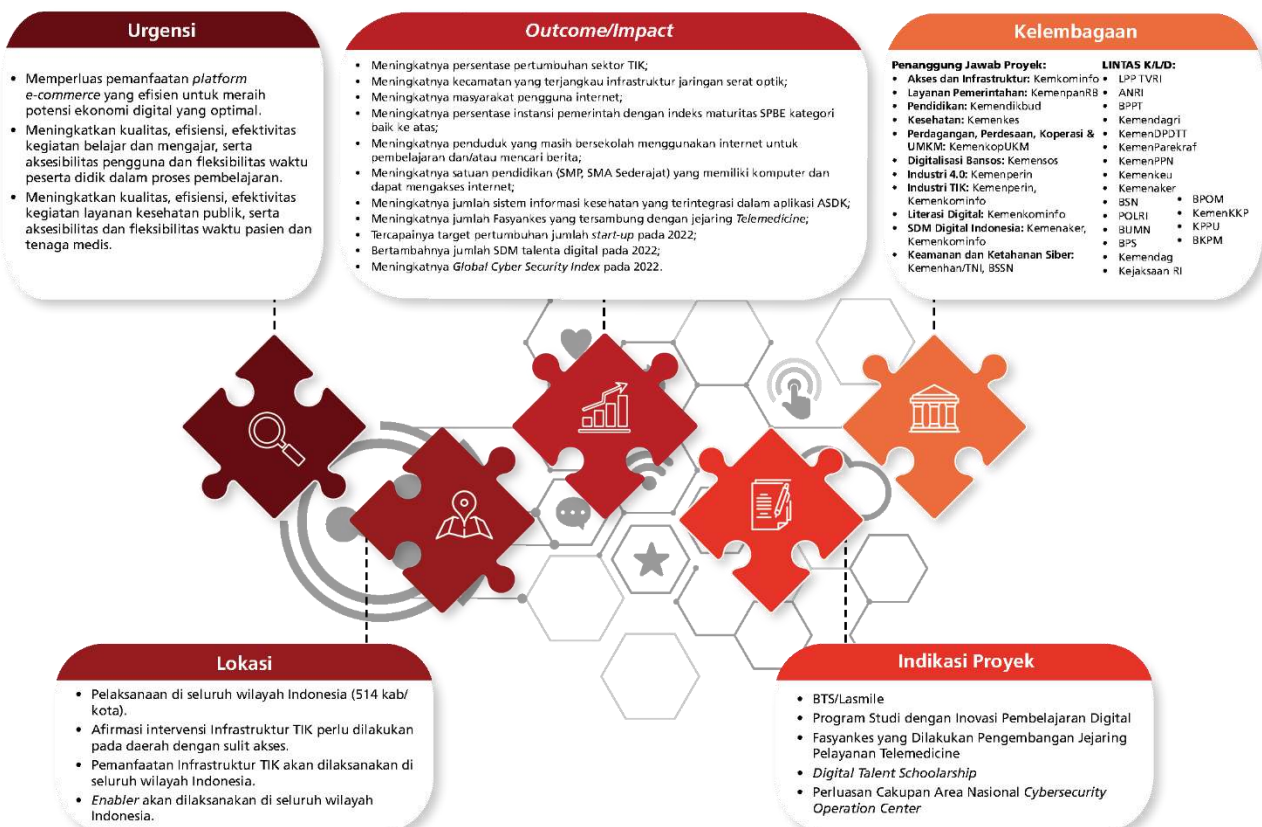 Urgensi
• Memperluas pemanfaatan platform
e-commerce yang efisien untuk meraih
potensi ekonomi digital yang optimal.
• Meningkatkan kualitas, efisiensi, efektivitas
kegiatan belajar dan mengajar, serta
aksesibilitas pengguna dan fleksibilitas waktu
peserta didik dalam proses pembelajaran.
• Meningkatkan kualitas, efisiensi, efektivitas
kegiatan layanan kesehatan publik, serta
aksesibilitas dan fleksibilitas waktu pasien dan
tenaga medis.
Outcome/Impact
• Meningkatnya persentase pertumbuhan sektor TIK;
• Meningkatnya kecamatan yang terjangkau infrastruktur jaringan serat optik;
• Meningkatnya masyarakat pengguna internet;
• Meningkatnya persentase instansi pemerintah dengan indeks maturitas SPBE kategori
baik ke atas;
• Meningkatnya penduduk yang masih bersekolah menggunakan internet untuk
pembelajaran dan/atau mencari berita;
• Meningkatnya satuan pendidikan (SMP, SMA Sederajat) yang memiliki komputer dan
dapat mengakses internet;
• Meningkatnya jumlah sistem informasi kesehatan yang terintegrasi dalam aplikasi ASDK;
• Meningkatnya jumlah Fasyankes yang tersambung dengan jejaring Telemedicine;
• Tercapainya target pertumbuhan jumlah start-up pada 2022;
• Bertambahnya jumlah SDM talenta digital pada 2022;
• Meningkatnya Global Cyber Security Index pada 2022.
Kelembagaan
Penanggung Jawab Proyek:
• Akses dan Infrastruktur: Kemkominfo
• Layanan Pemerintahan: KemenpanRB
• Pendidikan: Kemendikbud
• Kesehatan: Kemenkes
• Perdagangan, Perdesaan, Koperasi &
UMKM: KemenkopUKM
• Digitalisasi Bansos: Kemensos
• Industri 4.0: Kemenperin
• Industri TIK: Kemenperin,
Kemenkominfo
• Literasi Digital: Kemenkominfo
• SDM Digital Indonesia: Kemenaker,
Kemenkominfo
• Keamanan dan Ketahanan Siber:
Kemenhan/TNI, BSSN
LINTAS K/L/D:
• LPP TVRI
• ANRI
• BPPT
• Kemendagri
• KemenDPDTT
• KemenParekraf
• KemenPPN
• Kemenkeu
• Kemenaker
• BSN
• POLRI
• BUMN
• BPS
• Kemendag
• Kejaksaan RI
• BPOM
• KemenKKP
• KPPU
• BKPM
Lokasi
• Pelaksanaan di seluruh wilayah Indonesia (514 kab/
kota).
• Afirmasi intervensi Infrastruktur TIK perlu dilakukan
pada daerah dengan sulit akses.
• Pemanfaatan Infrastruktur TIK akan dilaksanakan di
seluruh wilayah Indonesia.
• Enabler akan dilaksanakan di seluruh wilayah
Indonesia.
Indikasi Proyek
• BTS/Lasmile
• Program Studi dengan Inovasi Pembelajaran Digital
• Fasyankes yang Dilakukan Pengembangan Jejaring
Pelayanan Telemedicine
• Digital Talent Schoolarship
• Perluasan Cakupan Area Nasional Cybersecurity
Operation Center